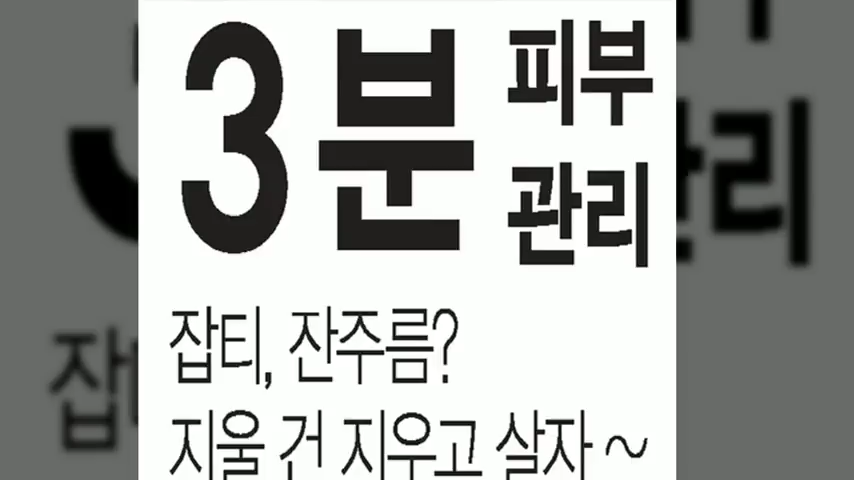 3분 피부
관리
잡티, 잔주름?
지울 건 지우고 살자 ~